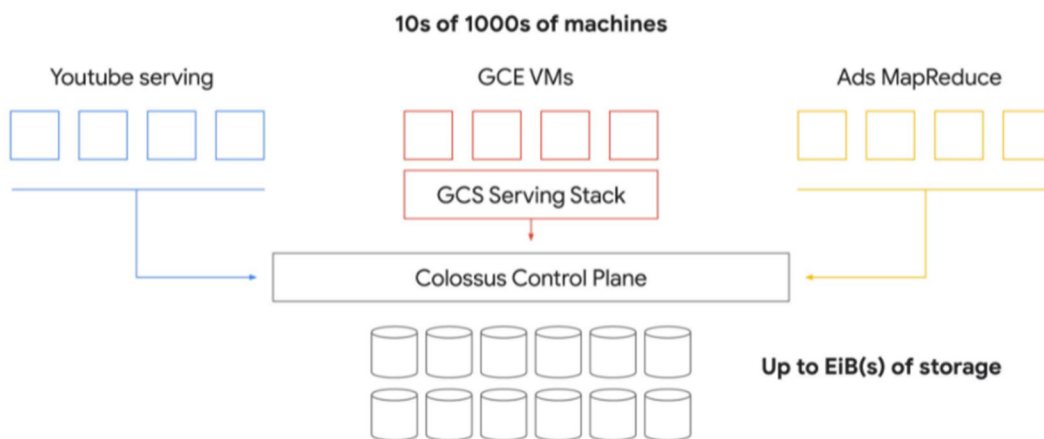 10s of 1000s of machines
Youtube serving
GCE VMs
Ads MapReduce
GCS Serving Stack
Colossus Control Plane
Up to EiB(s) of storage